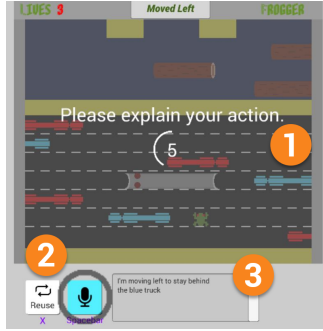 LIVES 3
Moved Left
FROGGER
Please explain your action.
5
1
2
3
I'm moving left to stay behind
the blue truck
Reuse
X
Spacebar